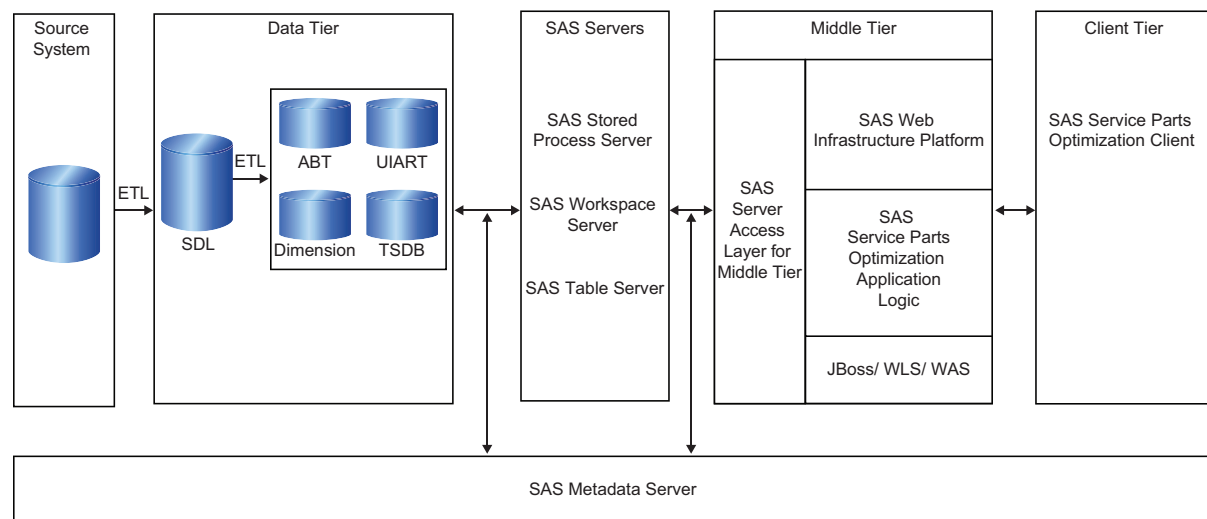 Source
System
ETL
Data Tier
SDL
ETL
ABT
UIART
Dimension
TSDB
SAS Servers
SAS Stored
Process Server
SAS Workspace
Server
SAS Table Server
Middle Tier
SAS
Server
Access
Layer for
Middle Tier
SAS Web
Infrastructure Platform
SAS
Service Parts
Optimization
Application
Logic
JBoss/ WLS/ WAS
Client Tier
SAS Service Parts
Optimization Client
SAS Metadata Server